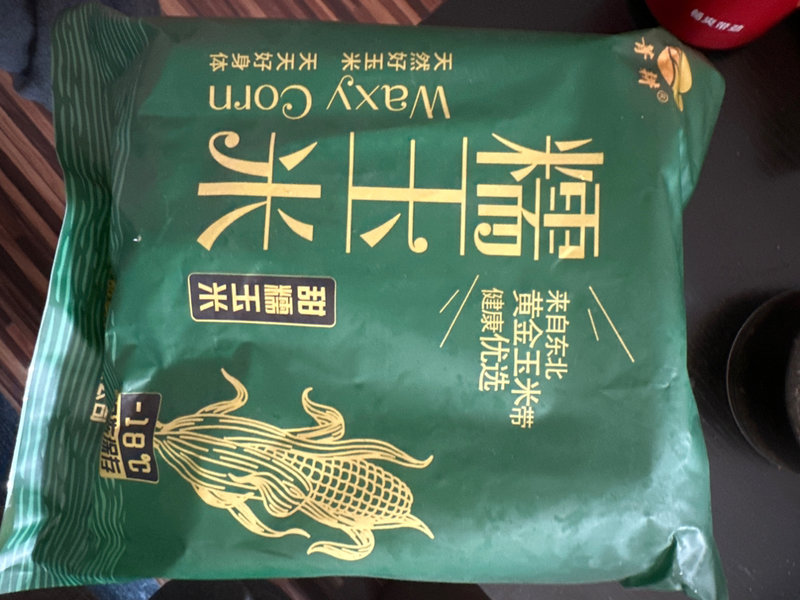 天然好玉米 天天好身体
Waxy Corn
糯玉米
甜糯玉米
来自东北
黄金玉米带
健康优选
-18℃